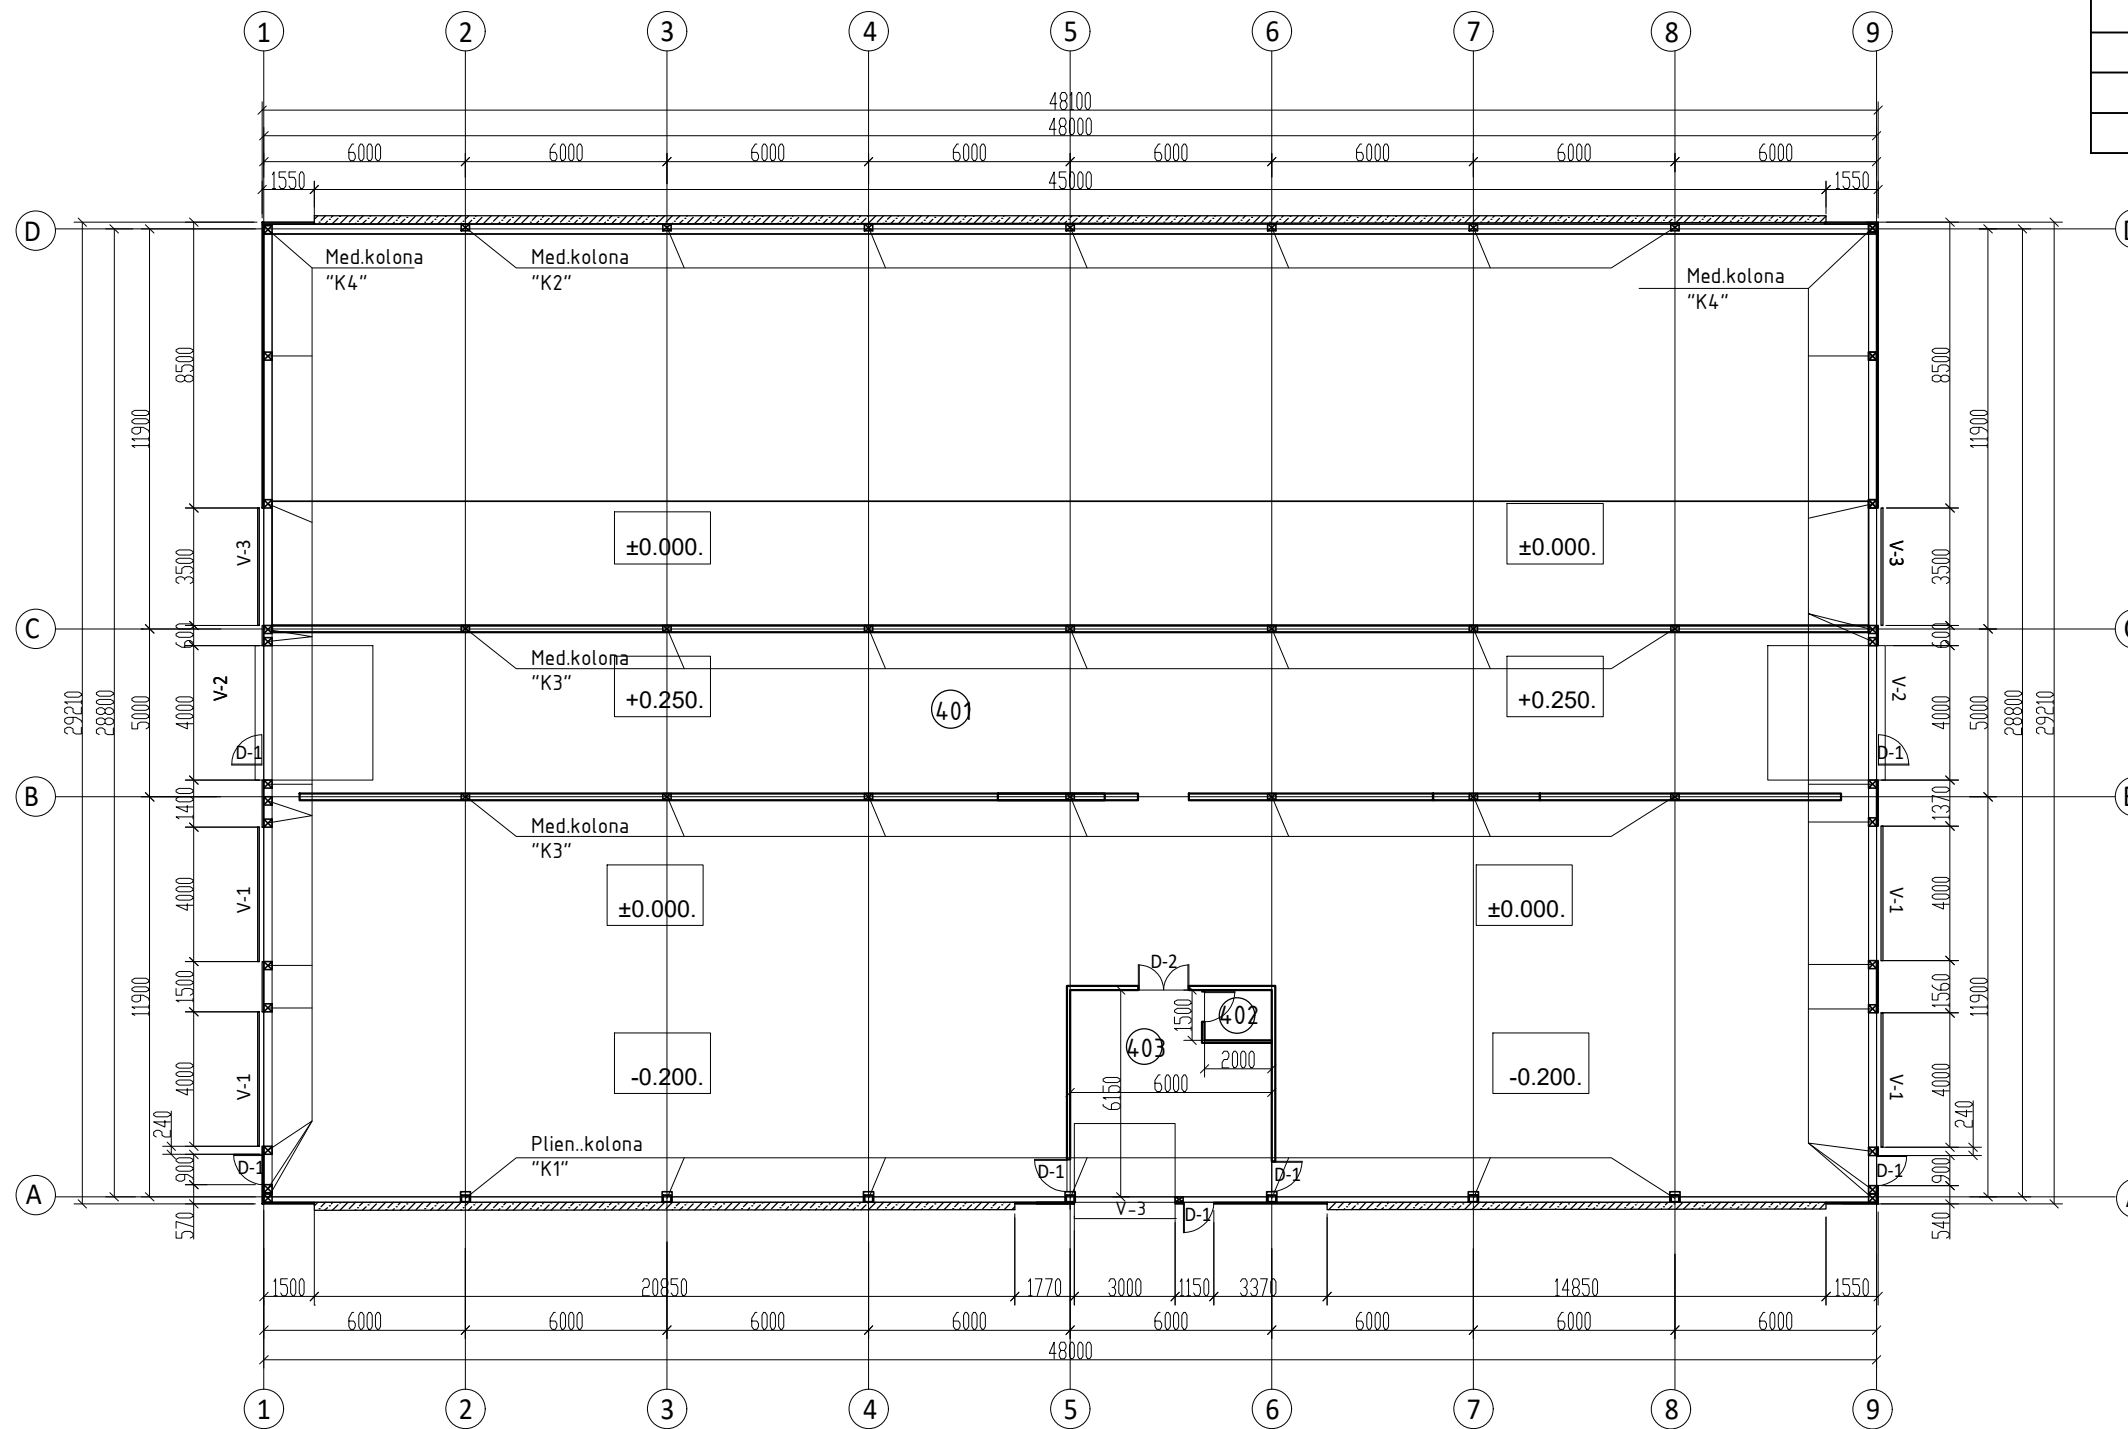 1 2 3 4 5 6 7 8 9
48100
48000
6000 6000 6000 6000 6000 6000 6000 6000
1550 45000 1550
D
Med.kolona
"K4"
Med.kolona
"K2"
Med.kolona
"K4"
8500 8500
11900 11900
±0.000. ±0.000.
V-3 V-3
3500 3500
C
600 600
Med.kolona
"K3"
+0.250. +0.250.
401
V-2 V-2
29210 28800 5000 4000
4000 5000 28800 29210
D-1 D-1
B
1400 1370
Med.kolona
"K3"
±0.000. ±0.000.
4000 V-1 V-1 4000
D-2
11900 1500 1560 11900
1500 402
403
2000
6000
6150
-0.200. -0.200.
4000 V-1 V-1 4000
240 240
Plien..kolona
"K1"
900 D-1 D-1 D-1 D-1 900
A
V-3 D-1
570 540
1500 20850 1770 3000 1150 3370 14850 1550
6000 6000 6000 6000 6000 6000 6000 6000
48000
1 2 3 4 5 6 7 8 9